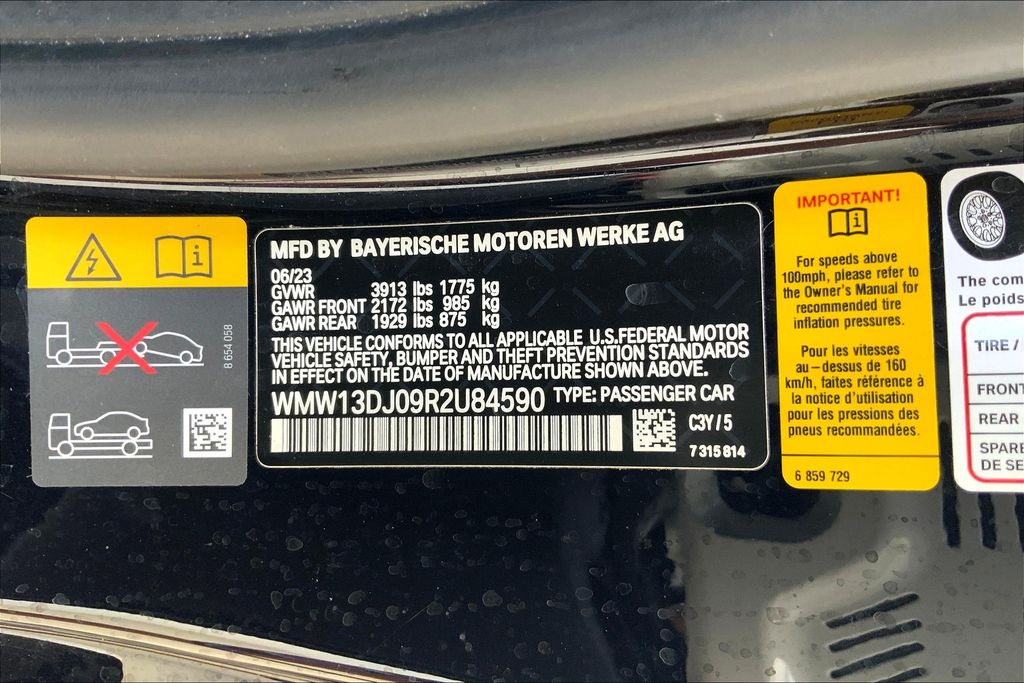 8 654 058
MFD BY BAYERISCHE MOTOREN WERKE AG
06/23
GVWR 3913 lbs 1775 kg
GAWR FRONT 2172 lbs 985 kg
GAWR REAR 1929 lbs 875 kg
THIS VEHICLE CONFORMS TO ALL APPLICABLE U.S.FEDERAL MOTOR
VEHICLE SAFETY, BUMPER AND THEFT PREVENTION STANDARDS
IN EFFECT ON THE DATE OF MANUFACTURE SHOWN ABOVE.
WMW13DJ09R2U84590 TYPE: PASSENGER CAR
C3Y / 5
7 315 814
IMPORTANT!
For speeds above
100mph, please refer to
the Owner's Manual for
recommended tire
inflation pressures.
Pour les vitesses
au-dessus de 160
km/h, faites référence à
la notice d'utilisation
pour les pressions des
pneus recommandées.
6 859 729
The com
Le poids
TIRE /
FRONT
REAR
SPARE
DE SE